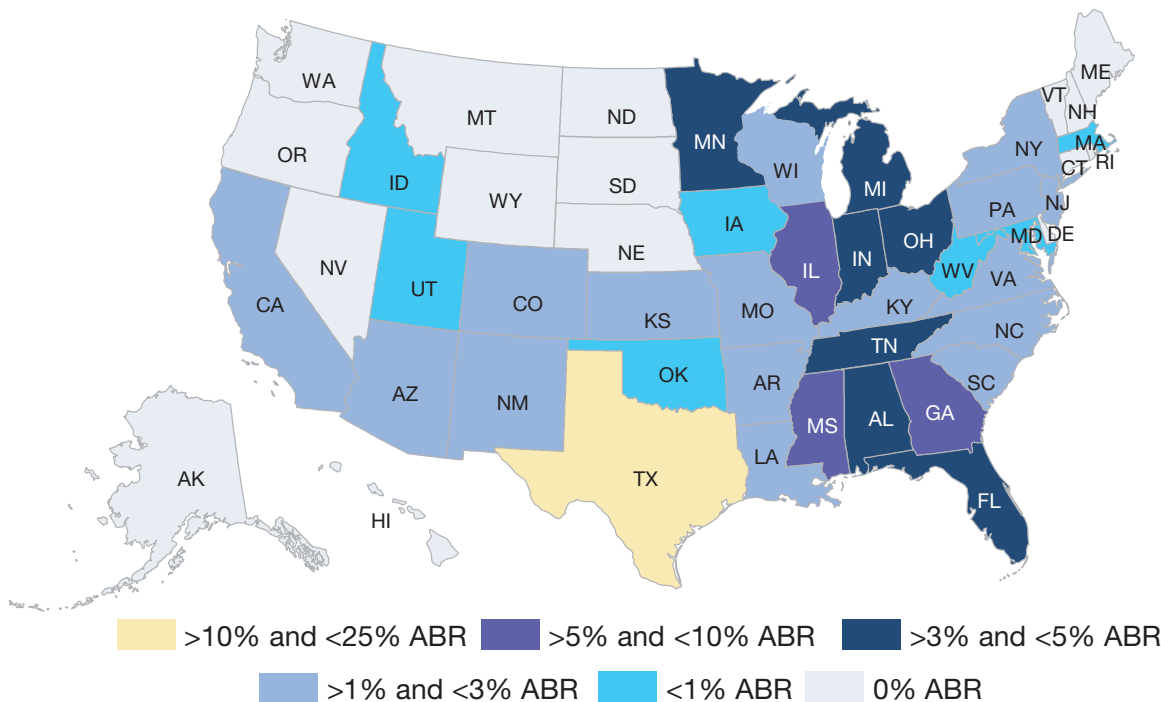 WA
MT
ND
MN
ME
VT
NH
OR
ID
SD
WI
NY
MA
CT
RI
WY
MI
IA
PA
NJ
NE
NV
UT
CO
IL
IN
OH
MD
DE
WV
VA
CA
KS
MO
KY
NC
TN
AZ
NM
OK
AR
SC
MS
AL
GA
LA
TX
AK
FL
HI
>10% and <25% ABR
>5% and <10% ABR
>3% and <5% ABR
>1% and <3% ABR
<1% ABR
0% ABR